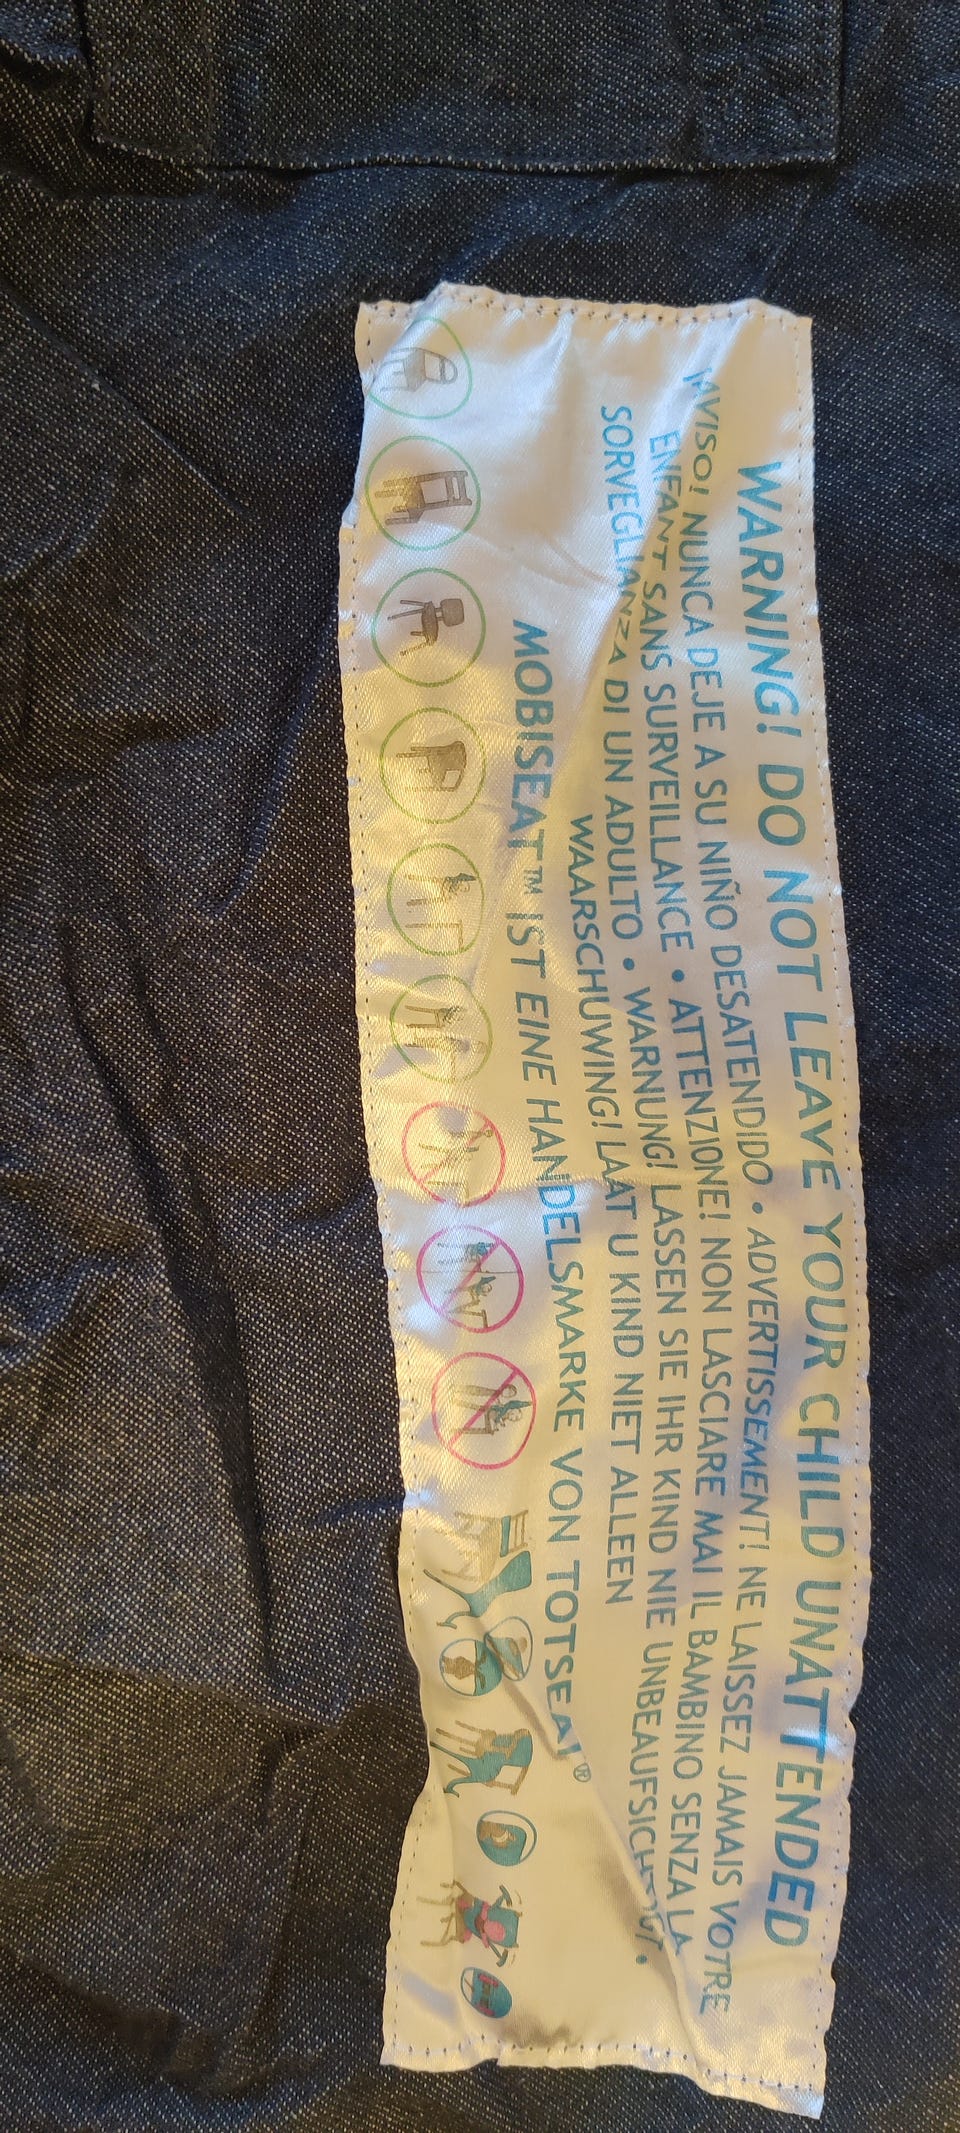 WARNING! DO NOT LEAVE YOUR CHILD UNATTENDED
¡AVISO! NUNCA DEJE A SU NIÑO DESATENDIDO • ADVERTISSEMENT! NE LAISSEZ JAMAIS VOTRE
ENFANT SANS SURVEILLANCE • ATTENZIONE! NON LASCIARE MAI IL BAMBINO SENZA LA
SORVEGLIANZA DI UN ADULTO • WARNUNG! LASSEN SIE IHR KIND NIE UNBEAUFSICHTIGT •
WAARSCHUWING! LAAT U KIND NIET ALLEEN
MOBISEAT™ IST EINE HANDELSMARKE VON TOTSEAT®